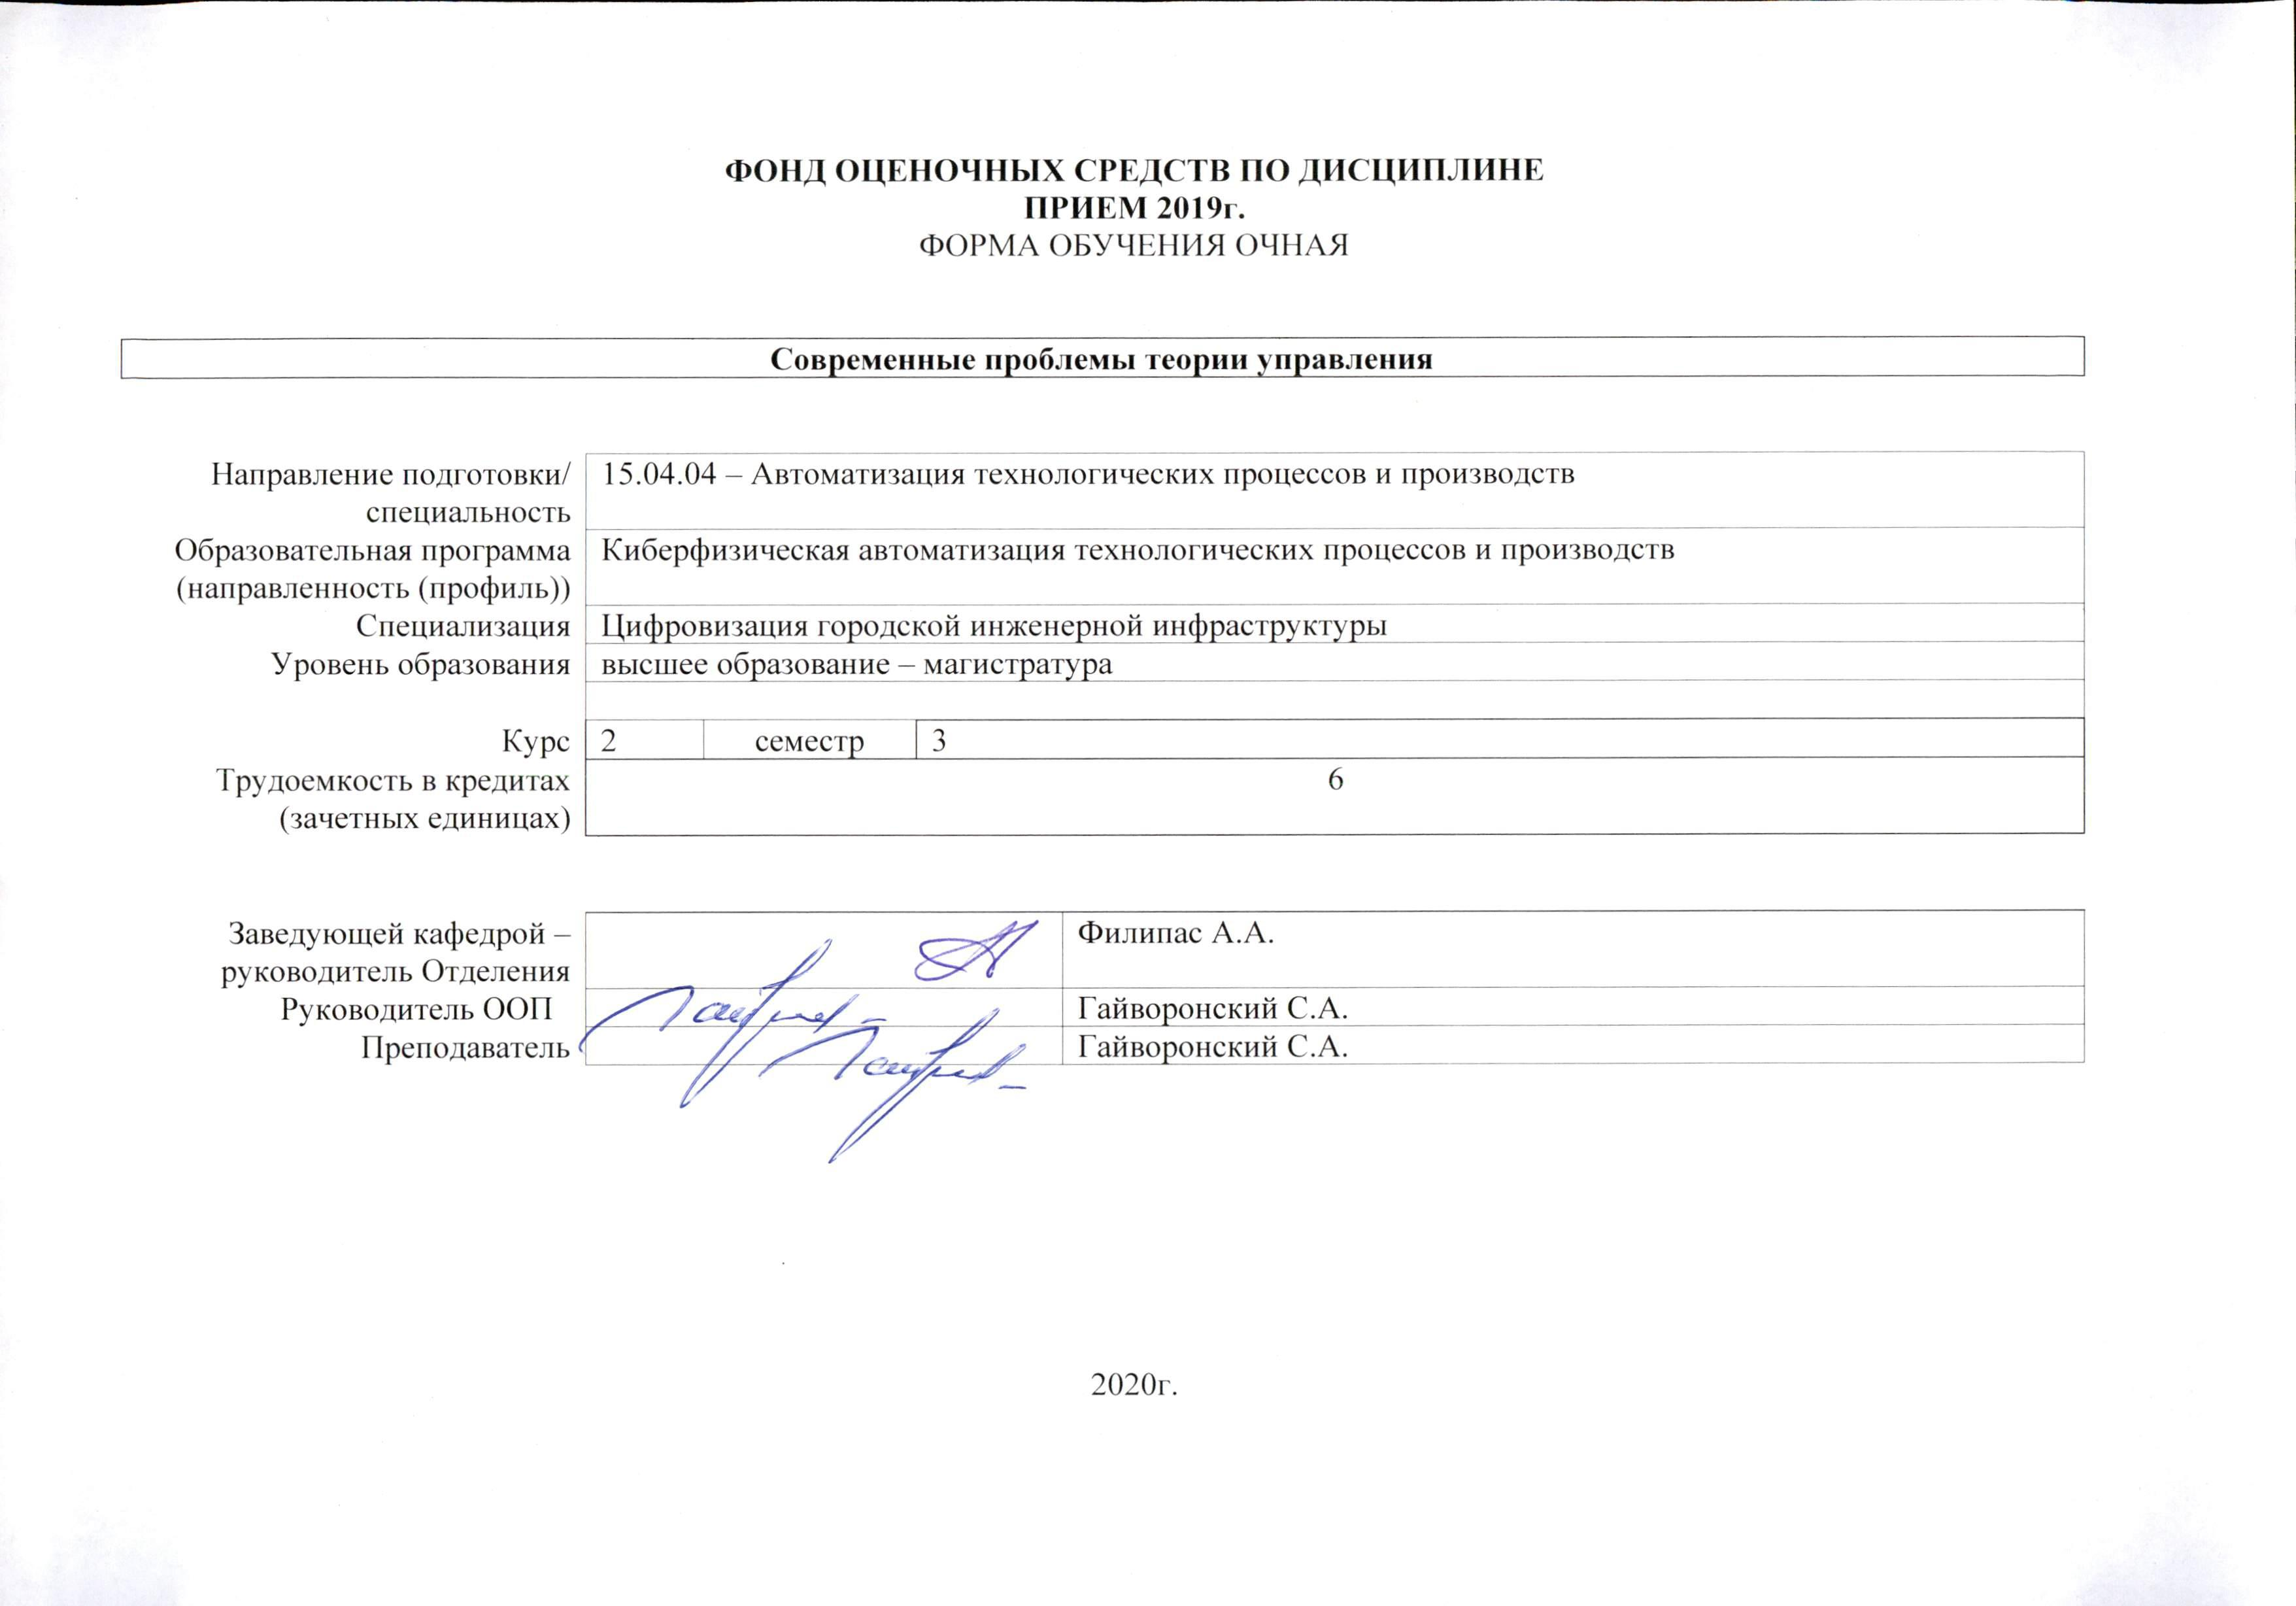 ФОНД ОЦЕНОЧНЫХ СРЕДСТВ ПО ДИСЦИПЛИНЕ
ПРИЕМ 2019г.
ФОРМА ОБУЧЕНИЯ ОЧНАЯ
Современные проблемы теории управления
Направление подготовки/ 15.04.04 – Автоматизация технологических процессов и производств
специальность
Образовательная программа Киберфизическая автоматизация технологических процессов и производств
(направленность (профиль))
Специализация Цифровизация городской инженерной инфраструктуры
Уровень образования высшее образование – магистратура
Курс 2 семестр 3
Трудоемкость в кредитах 6
(зачетных единицах)
Заведующей кафедрой – Филипас А.А.
руководитель Отделения
Руководитель ООП Гайворонский С.А.
Преподаватель Гайворонский С.А.
2020г.